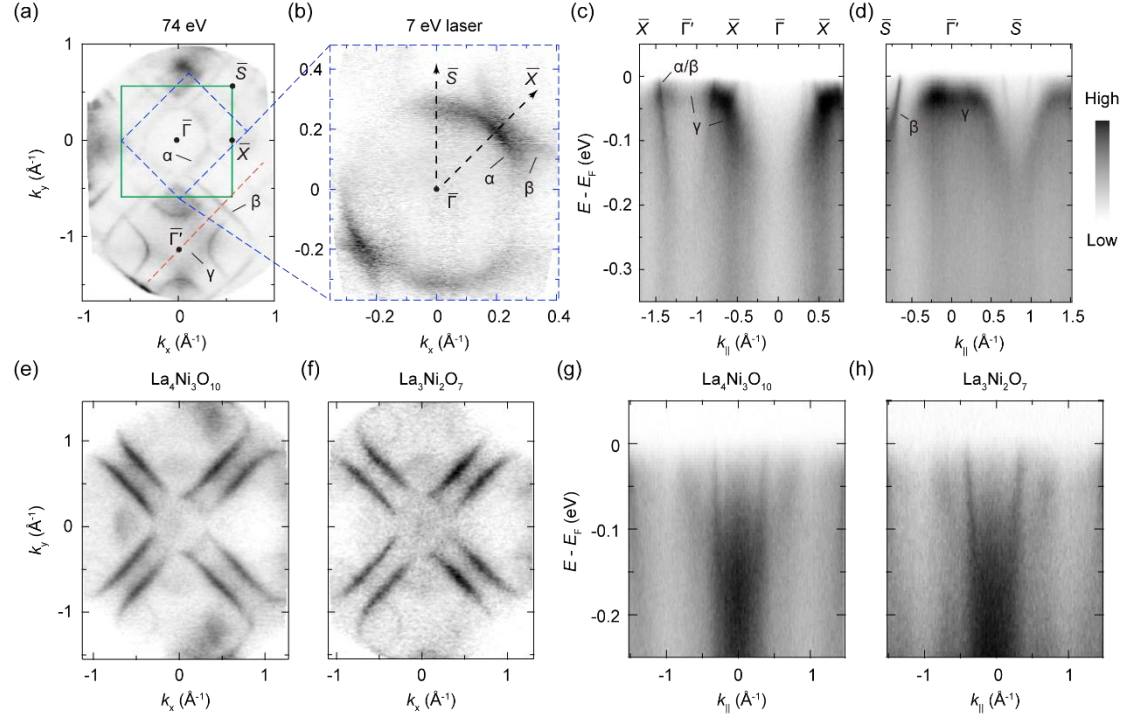 (a)
74 eV
(b)
7 eV laser
(c)
X̅ Γ̅′ X̅ Γ̅ X̅
(d)
S̅ Γ̅′ S̅
1
0
-1
k_y (Å⁻¹)
-1 0 1
k_x (Å⁻¹)
S̅
Γ̅
X̅
α
β
Γ̅′
γ
0.4
0.2
0
-0.2
k_y (Å⁻¹)
-0.2 0 0.2 0.4
k_x (Å⁻¹)
S̅
X̅
α
β
Γ̅
0
-0.1
-0.2
-0.3
E - E_F (eV)
-1.5 -1 -0.5 0 0.5
k_|| (Å⁻¹)
α/β
γ
-0.5 0 0.5 1 1.5
k_|| (Å⁻¹)
β
γ
High
Low
(e)
La₄Ni₃O₁₀
(f)
La₃Ni₂O₇
(g)
La₄Ni₃O₁₀
(h)
La₃Ni₂O₇
1
0
-1
k_y (Å⁻¹)
-1 0 1
k_x (Å⁻¹)
-1 0 1
k_x (Å⁻¹)
0
-0.1
-0.2
E - E_F (eV)
-1 0 1
k_|| (Å⁻¹)
-1 0 1
k_|| (Å⁻¹)